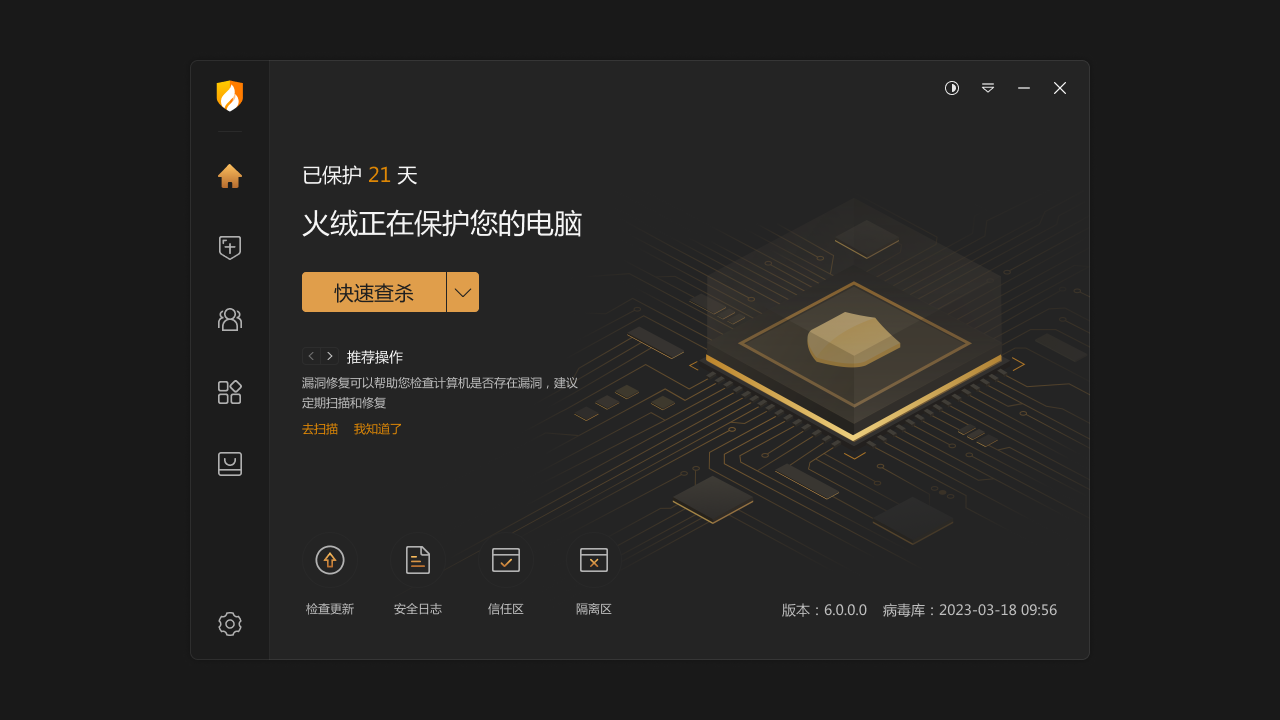 已保护 21 天
火绒正在保护您的电脑
快速查杀
推荐操作
漏洞修复可以帮助您检查计算机是否存在漏洞，建议
定期扫描和修复
去扫描 我知道了
检查更新 安全日志 信任区 隔离区
版本：6.0.0.0 病毒库：2023-03-18 09:56